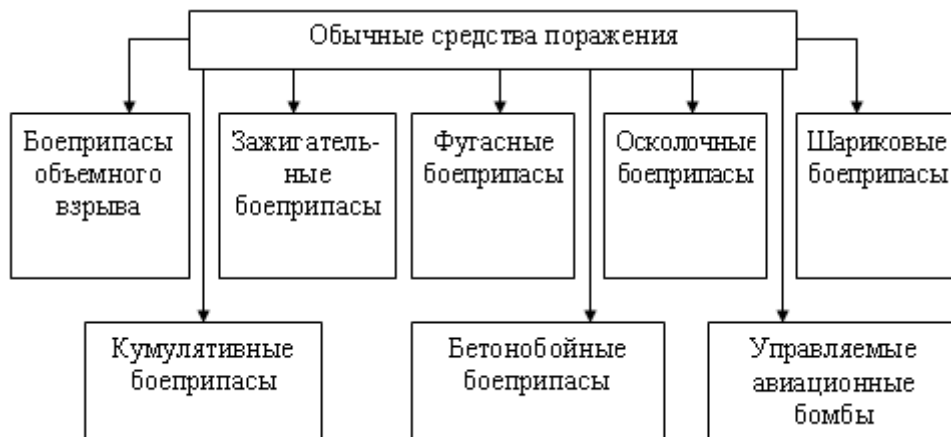 Обычные средства поражения
Боеприпасы
объемного
взрыва
Зажигатель-
ные
боеприпасы
Фугасные
боеприпасы
Осколочные
боеприпасы
Шариковые
боеприпасы
Кумулятивные
боеприпасы
Бетонобойные
боеприпасы
Управляемые
авиационные
бомбы